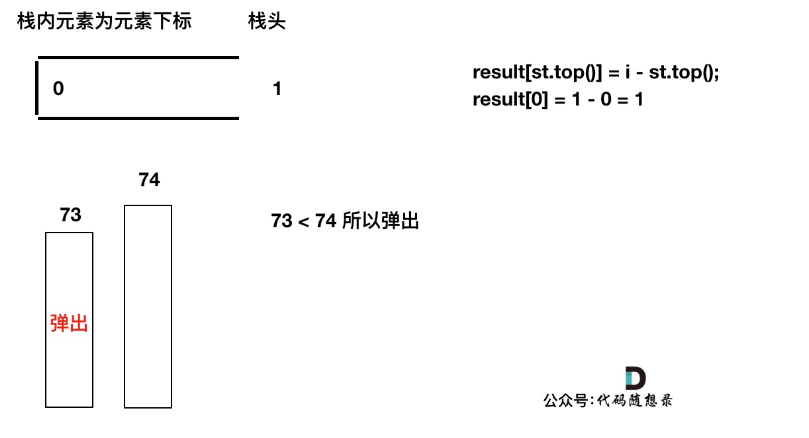 栈内元素为元素下标 栈头
0 1
result[st.top()] = i - st.top();
result[0] = 1 - 0 = 1
74
73
73 < 74 所以弹出
弹出
D
公众号:代码随想录